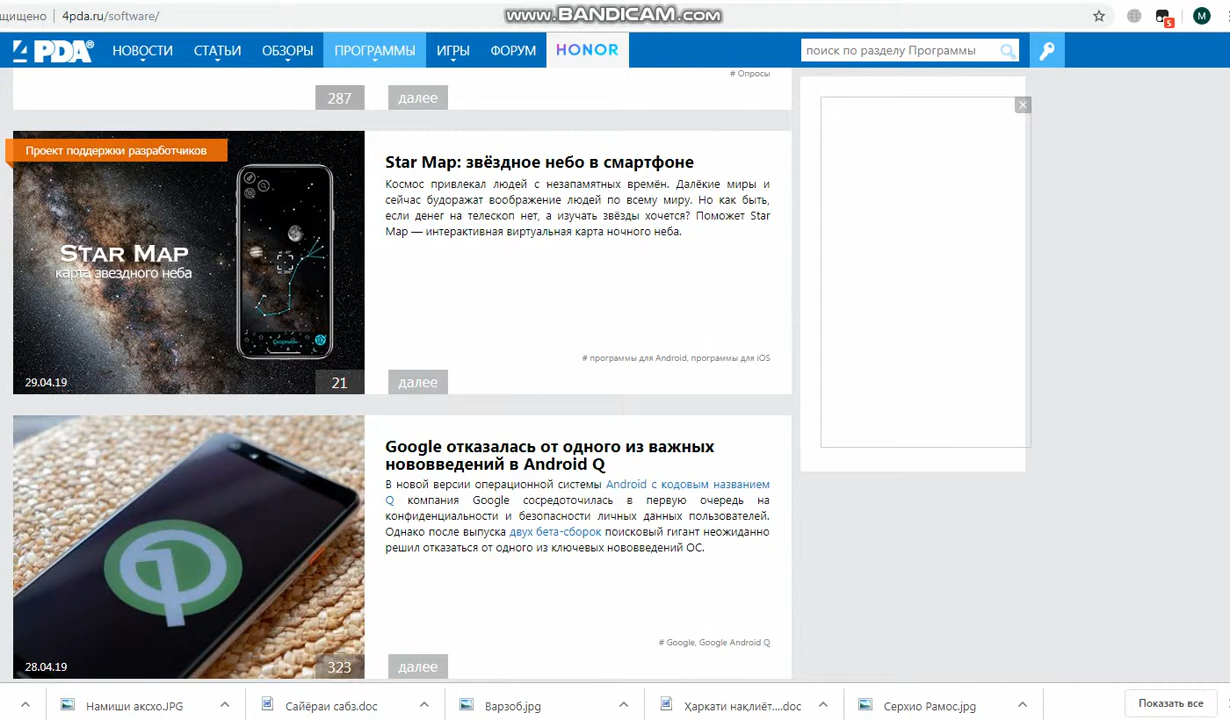 www.BANDICAM.com
щищено
4pda.ru/software/
5
M
4PDA®
НОВОСТИ
СТАТЬИ
ОБЗОРЫ
ПРОГРАММЫ
ИГРЫ
ФОРУМ
HONOR
поиск по разделу Программы
# Опросы
287
далее
Проект поддержки разработчиков
STAR MAP
карта звездного неба
Скорпион
29.04.19
21
Star Map: звёздное небо в смартфоне
Космос привлекал людей с незапамятных времён. Далёкие миры и
сейчас будоражат воображение людей по всему миру. Но как быть,
если денег на телескоп нет, а изучать звёзды хочется? Поможет Star
Map — интерактивная виртуальная карта ночного неба.
# программы для Android, программы для iOS
далее
28.04.19
323
Google отказалась от одного из важных
нововведений в Android Q
В новой версии операционной системы Android с кодовым названием
Q компания Google сосредоточилась в первую очередь на
конфиденциальности и безопасности личных данных пользователей.
Однако после выпуска двух бета-сборок поисковый гигант неожиданно
решил отказаться от одного из ключевых нововведений ОС.
# Google, Google Android Q
далее
Намиши аксхо.JPG
Сайёраи сабз.doc
Варзоб.jpg
Ҳаркати нақлиёт....doc
Серхио Рамос.jpg
Показать все